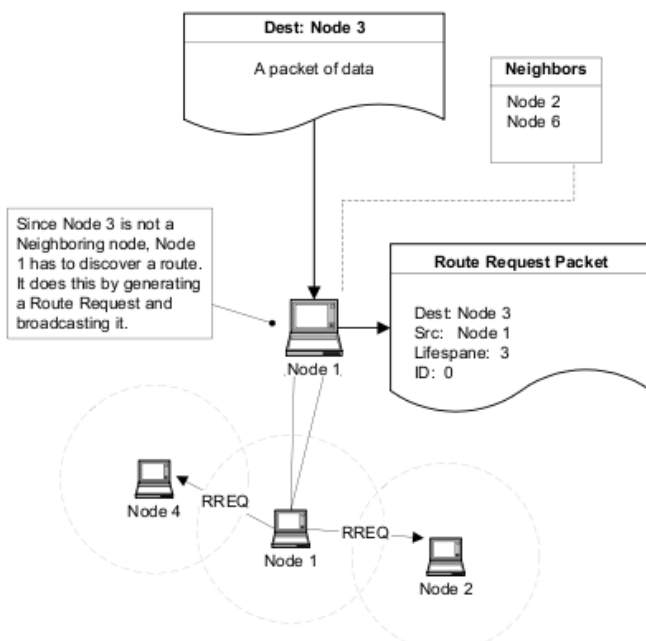 Dest: Node 3
A packet of data
Neighbors
Node 2
Node 6
Since Node 3 is not a
Neighboring node, Node
1 has to discover a route.
It does this by generating
a Route Request and
broadcasting it.
Route Request Packet
Dest: Node 3
Src: Node 1
Lifespane: 3
ID: 0
Node 1
Node 4
RREQ
Node 1
RREQ
Node 2